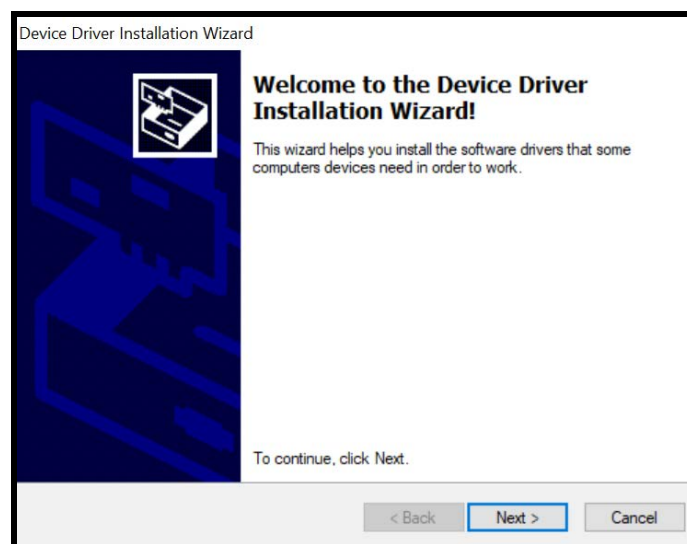 Device Driver Installation Wizard
Welcome to the Device Driver
Installation Wizard!
This wizard helps you install the software drivers that some
computers devices need in order to work.
To continue, click Next.
< Back Next > Cancel